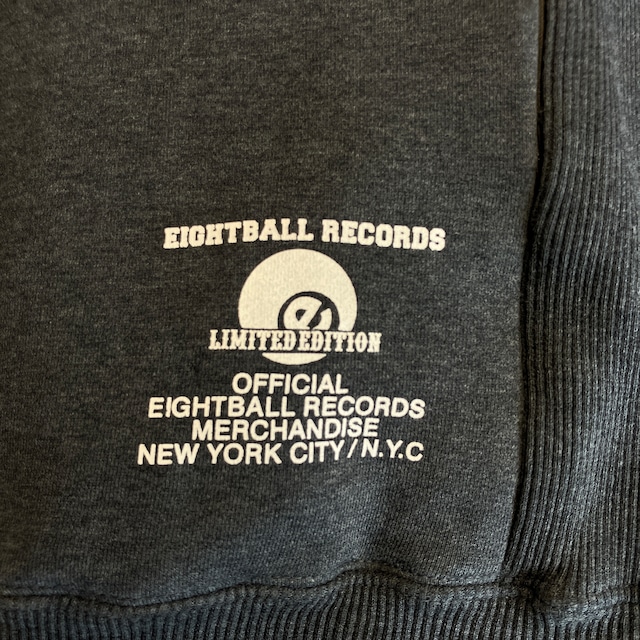 EIGHTBALL RECORDS
e
LIMITED EDITION
OFFICIAL
EIGHTBALL RECORDS
MERCHANDISE
NEW YORK CITY/N.Y.C